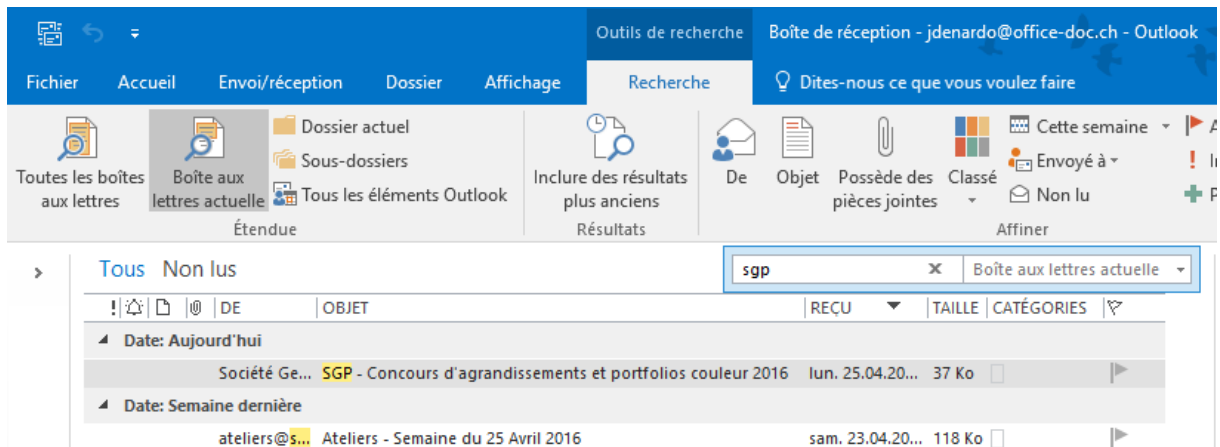 Outils de recherche Boîte de réception - jdenardo@office-doc.ch - Outlook
Fichier Accueil Envoi/réception Dossier Affichage Recherche Dites-nous ce que vous voulez faire
Toutes les boîtes aux lettres
Boîte aux lettres actuelle
Dossier actuel
Sous-dossiers
Tous les éléments Outlook
Étendue
Inclure des résultats plus anciens
Résultats
De
Objet
Possède des pièces jointes
Classé
Cette semaine
Envoyé à
Non lu
Affiner
Tous Non lus
sgp Boîte aux lettres actuelle
DE OBJET REÇU TAILLE CATÉGORIES
Date: Aujourd'hui
Société Ge... SGP - Concours d'agrandissements et portfolios couleur 2016 lun. 25.04.20... 37 Ko
Date: Semaine dernière
ateliers@s... Ateliers - Semaine du 25 Avril 2016 sam. 23.04.20... 118 Ko